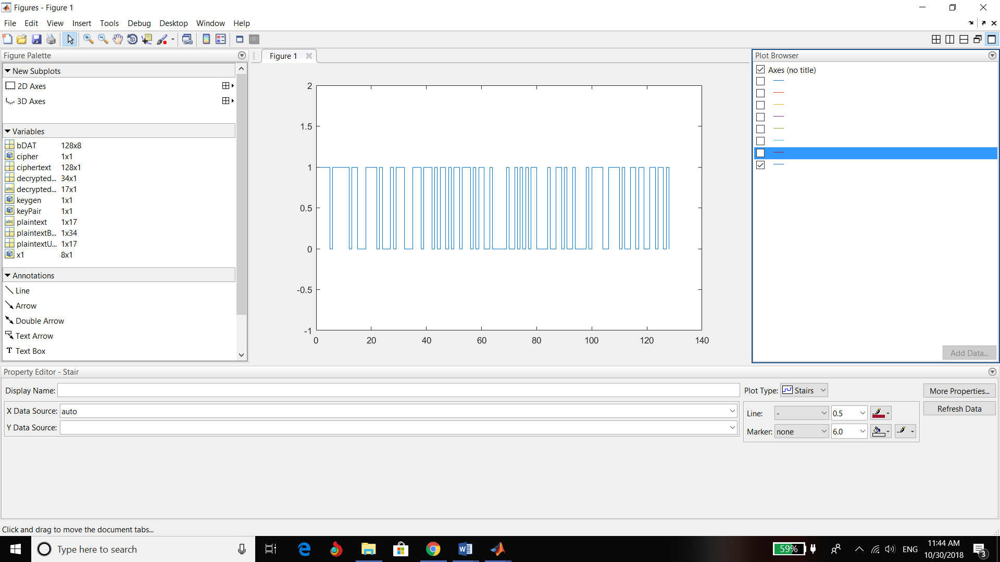 Figures - Figure 1
File Edit View Insert Tools Debug Desktop Window Help
Figure Palette
New Subplots
2D Axes
3D Axes
Variables
bDAT 128x8
cipher 1x1
ciphertext 128x1
decrypted... 34x1
abc decrypted... 17x1
keygen 1x1
keyPair 1x1
abc plaintext 1x17
plaintextB... 1x34
plaintextU... 1x17
x1 8x1
Annotations
Line
Arrow
Double Arrow
Text Arrow
T Text Box
Figure 1
2
1.5
1
0.5
0
-0.5
-1
0 20 40 60 80 100 120 140
Plot Browser
Axes (no title)
Add Data...
Property Editor - Stair
Display Name:
Plot Type: Stairs
More Properties...
X Data Source: auto
Line: - 0.5
Refresh Data
Y Data Source:
Marker: none 6.0
Click and drag to move the document tabs...
Type here to search
59%
ENG
11:44 AM
10/30/2018
3